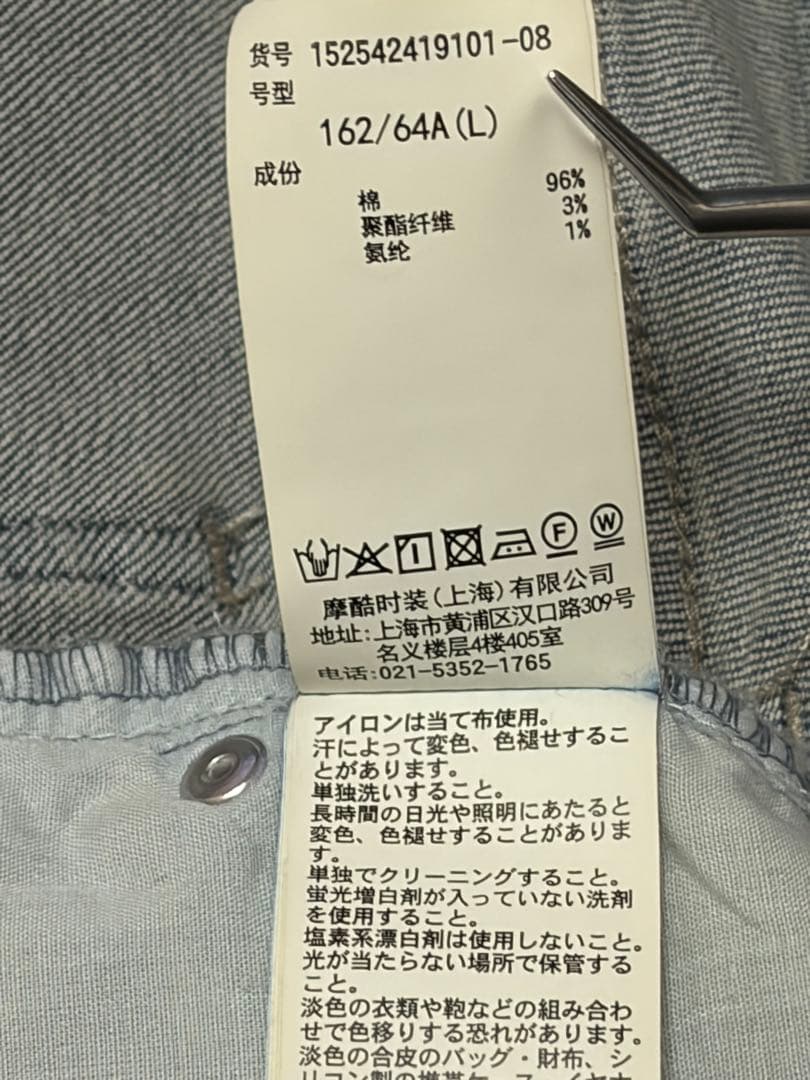 货号 152542419101-08
号型
162/64A(L)
成份
棉 96%
聚酯纤维 3%
氨纶 1%
F W
摩酷时装(上海)有限公司
地址:上海市黄浦区汉口路309号
名义楼层4楼405室
电话:021-5352-1765
アイロンは当て布使用。
汗によって変色、色褪せするこ
とがあります。
単独洗いすること。
長時間の日光や照明にあたると
変色、色褪せすることがありま
す。
単独でクリーニングすること。
蛍光増白剤が入っていない洗剤
を使用すること。
塩素系漂白剤は使用しないこと。
光が当たらない場所で保管する
こと。
淡色の衣類や鞄などの組み合わ
せで色移りする恐れがあります。
淡色の合皮のバッグ・財布、シ
リコン製の携帯ケース